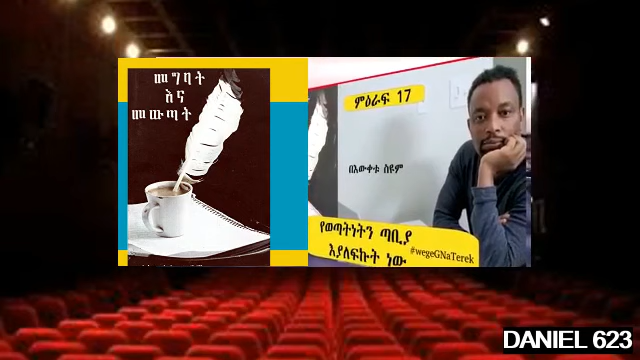 መግባት
እና
መውጣት
ምዕራፍ 17
በእውቀቱ ስዩም
የወጣትነትን ጣቢያ
እያለፍኩት ነው
#wegeGNaTerek
DANIEL 623